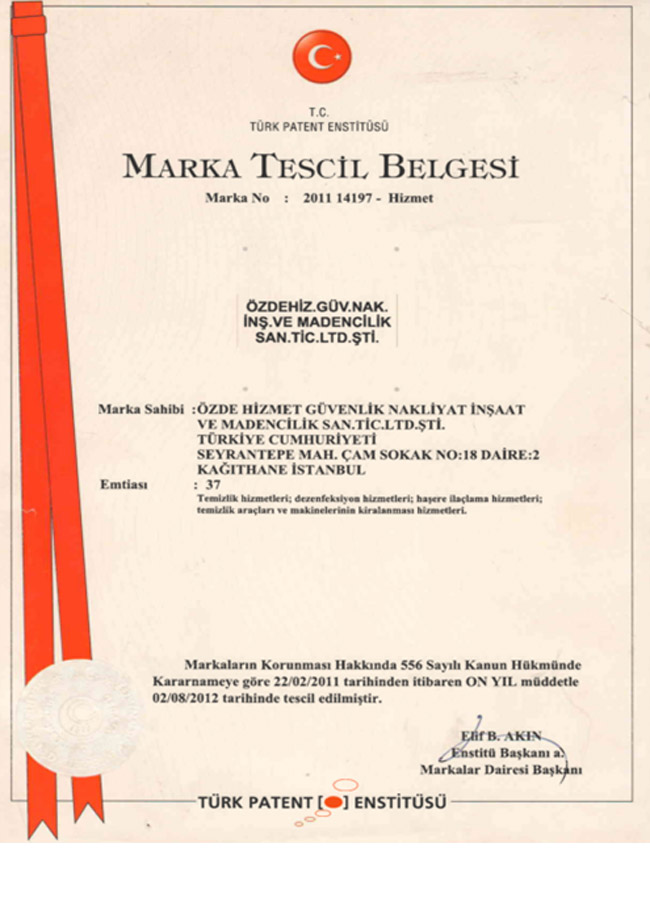 T.C.
TÜRK PATENT ENSTİTÜSÜ
MARKA TESCİL BELGESİ
Marka No : 2011 14197 - Hizmet
ÖZDEHİZ.GÜV.NAK.
İNŞ.VE MADENCİLİK
SAN.TİC.LTD.ŞTİ.
Marka Sahibi :ÖZDE HİZMET GÜVENLİK NAKLİYAT İNŞAAT
VE MADENCİLİK SAN.TİC.LTD.ŞTİ.
TÜRKİYE CUMHURİYETİ
SEYRANTEPE MAH. ÇAM SOKAK NO:18 DAİRE:2
KAĞITHANE İSTANBUL
Emtiası : 37
Temizlik hizmetleri; dezenfeksiyon hizmetleri; haşere ilaçlama hizmetleri;
temizlik araçları ve makinelerinin kiralanması hizmetleri.
Markaların Korunması Hakkında 556 Sayılı Kanun Hükmünde
Kararnameye göre 22/02/2011 tarihinden itibaren ON YIL müddetle
02/08/2012 tarihinde tescil edilmiştir.
Elif B. AKIN
Enstitü Başkanı a.
Markalar Dairesi Başkanı
TÜRK PATENT [●] ENSTİTÜSÜ